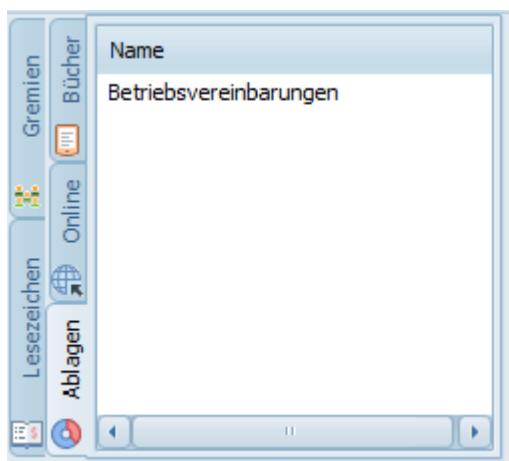 Gremien
Lesezeichen
Bücher
Online
Ablagen
Name
Betriebsvereinbarungen